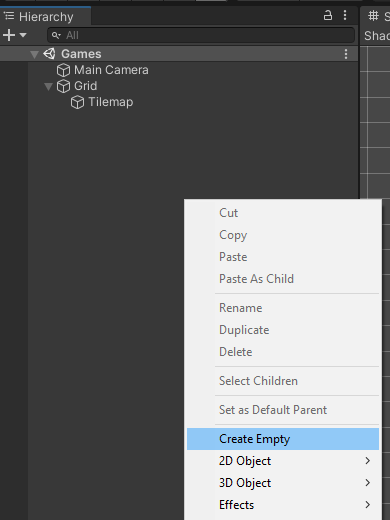 Hierarchy
All
Games
Main Camera
Grid
Tilemap
Cut
Copy
Paste
Paste As Child
Rename
Duplicate
Delete
Select Children
Set as Default Parent
Create Empty
2D Object
3D Object
Effects